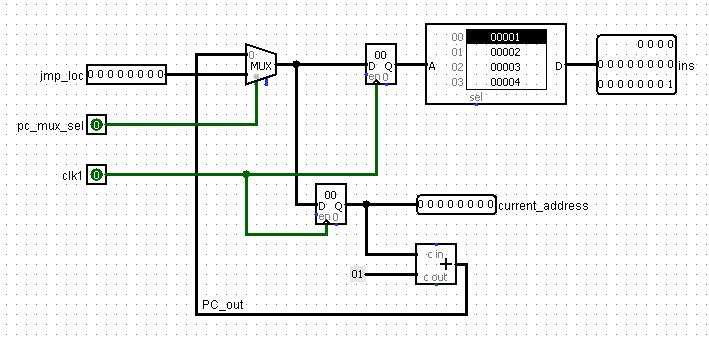 00 00001
01 00002
02 00003
03 00004
A D
sel
0 0 0 0
0 0 0 0 0 0 0 0
0 0 0 0 0 0 0 1
ins
0
MUX
jmp_loc 0 0 0 0 0 0 0 0
00
D Q
en 0
pc_mux_sel 0
clk1 0
00
D Q
en 0
0 0 0 0 0 0 0 0 current_address
c in
+
01
c out
PC_out